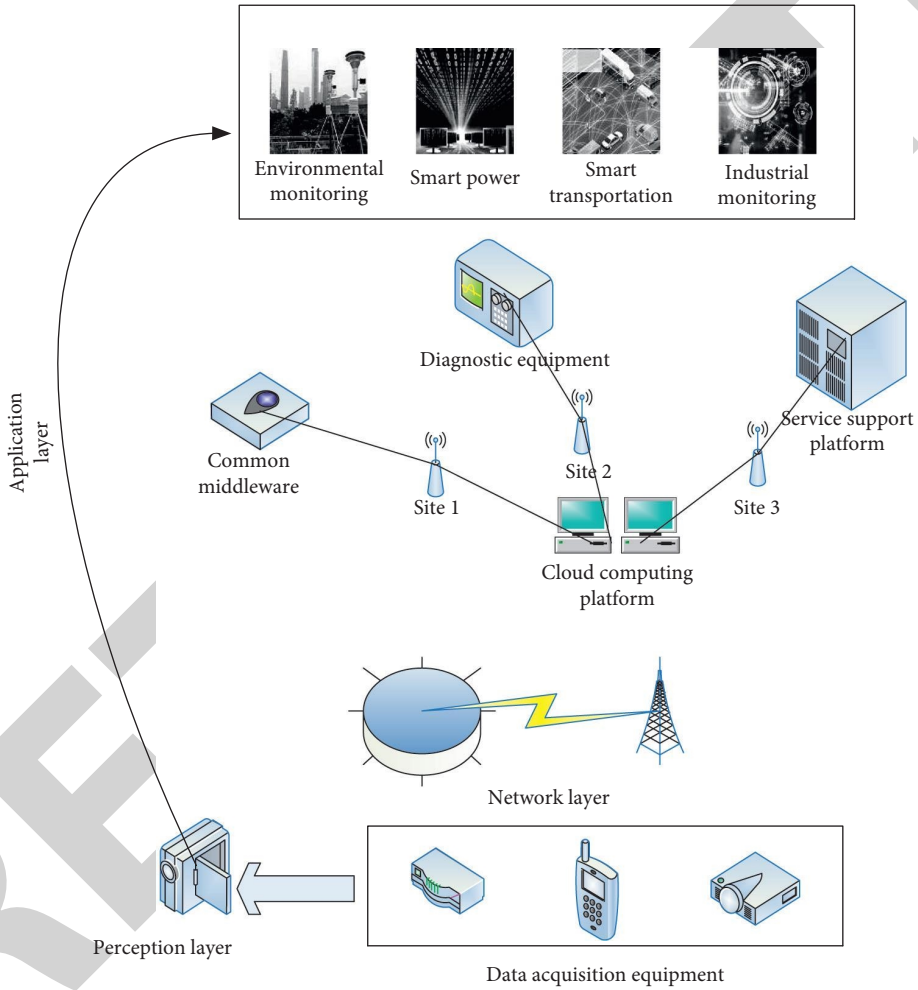 Environmental
monitoring
Smart power
Smart
transportation
Industrial
monitoring
Diagnostic equipment
Service support
platform
Common
middleware
Site 1
Site 2
Site 3
Cloud computing
platform
Application
layer
Network layer
Perception layer
Data acquisition equipment